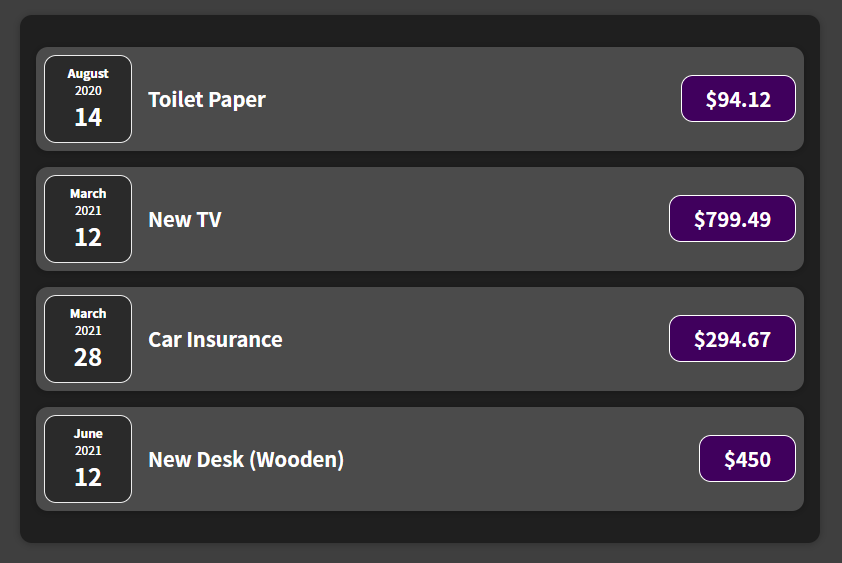 August
2020
14
Toilet Paper
$94.12
March
2021
12
New TV
$799.49
March
2021
28
Car Insurance
$294.67
June
2021
12
New Desk (Wooden)
$450